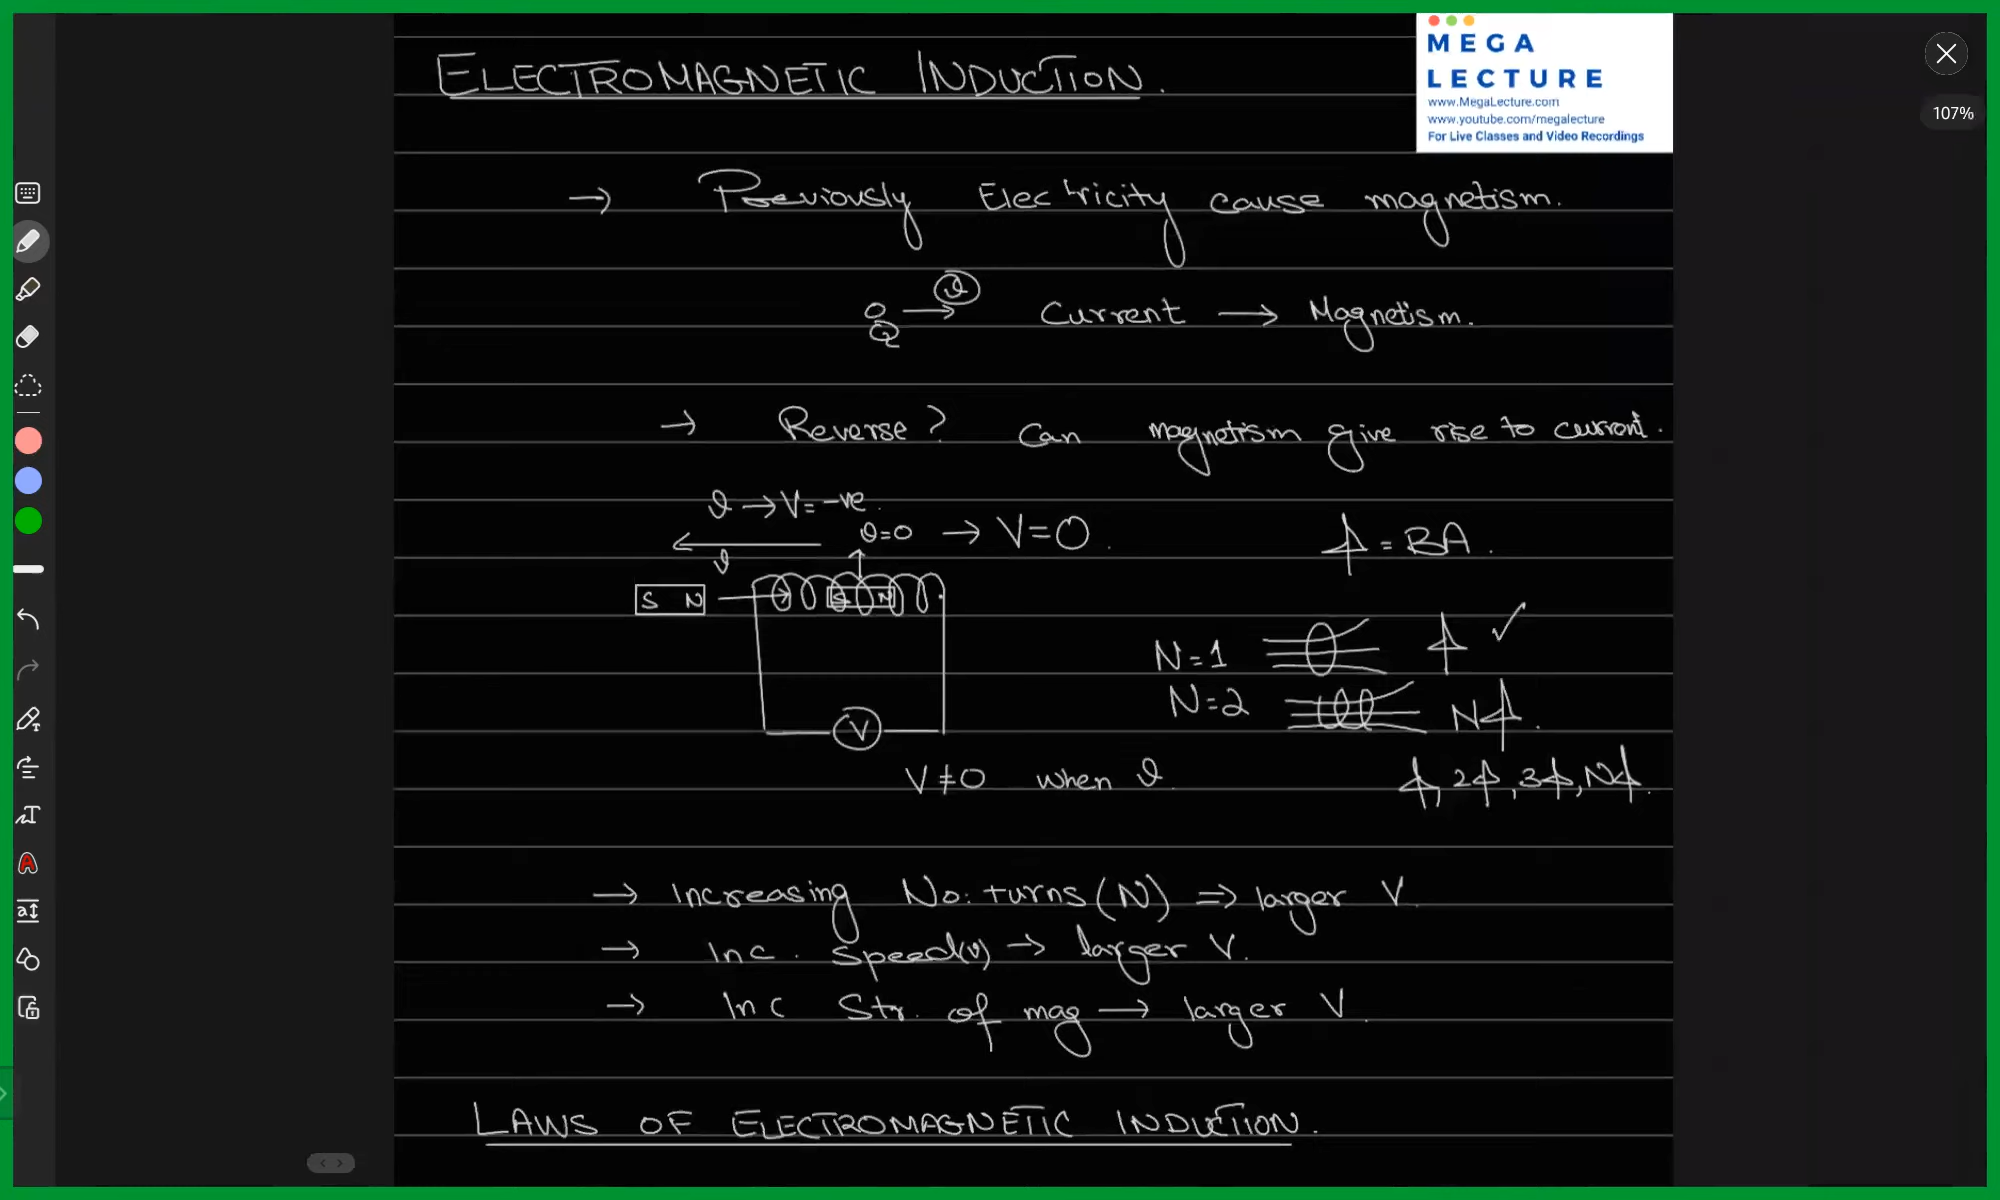 ELECTROMAGNETIC INDUCTION.
MEGA
LECTURE
www.MegaLecture.com
www.youtube.com/megalecture
For Live Classes and Video Recordings
107%
→ Previously Electricity cause magnetism.
Q → ϑ Current → Magnetism.
→ Reverse? Can magnetism give rise to current.
ϑ → V = -ve.
ϑ=0 → V=0.
ϕ = BA.
ϑ
S N
S N
N=1 ϕ ✓
N=2 Nϕ.
V
V≠0 when ϑ.
ϕ, 2ϕ, 3ϕ, Nϕ.
→ Increasing No: turns (N) ⇒ larger V.
→ Inc. Speed(v) → larger V.
→ Inc Str. of mag → larger V.
LAWS OF ELECTROMAGNETIC INDUCTION.